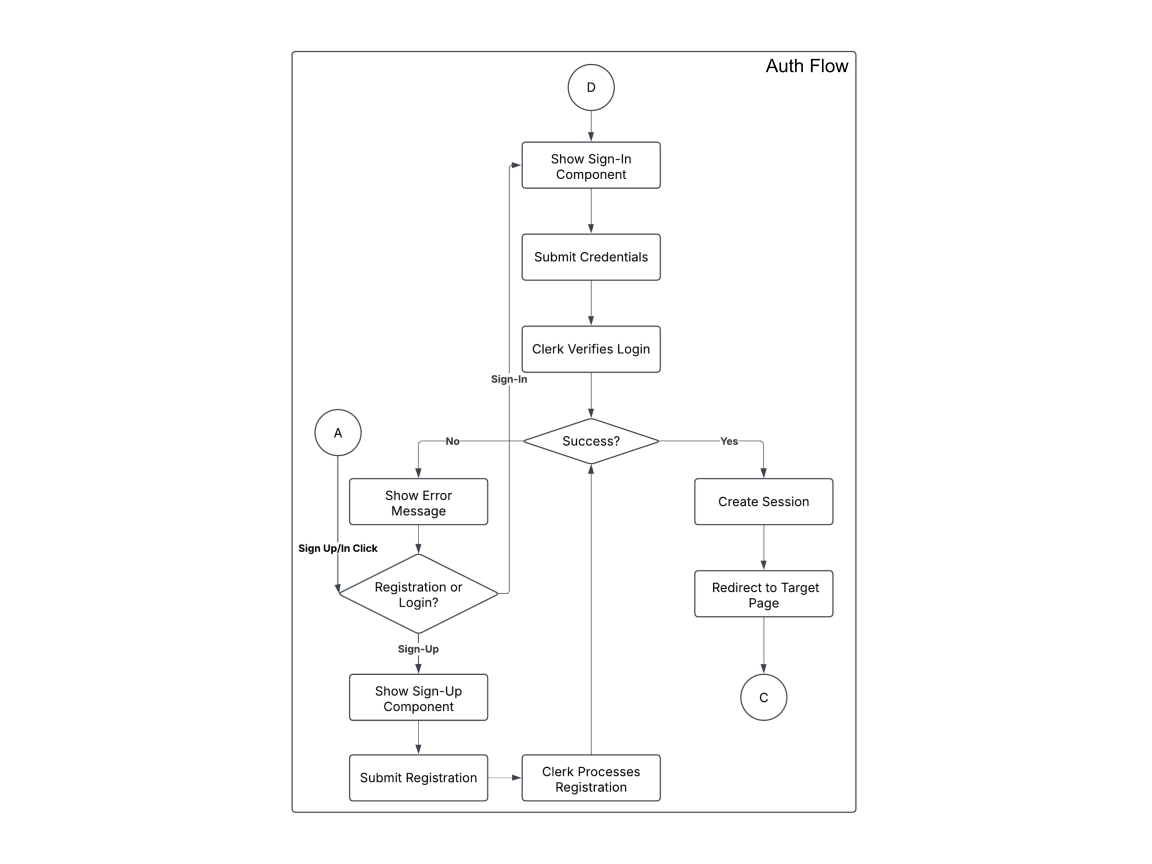 Auth Flow
D
Show Sign-In
Component
Submit Credentials
Clerk Verifies Login
Sign-In
A
No
Success?
Yes
Show Error
Message
Create Session
Sign Up/In Click
Registration or
Login?
Redirect to Target
Page
Sign-Up
Show Sign-Up
Component
C
Submit Registration
Clerk Processes
Registration